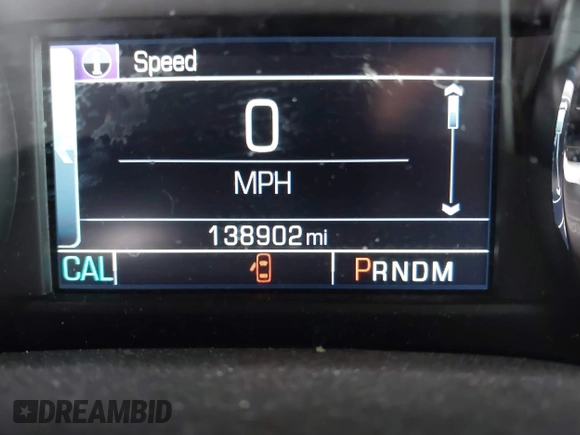 Speed
0
MPH
138902 mi
CAL PRNDM
DREAMBID